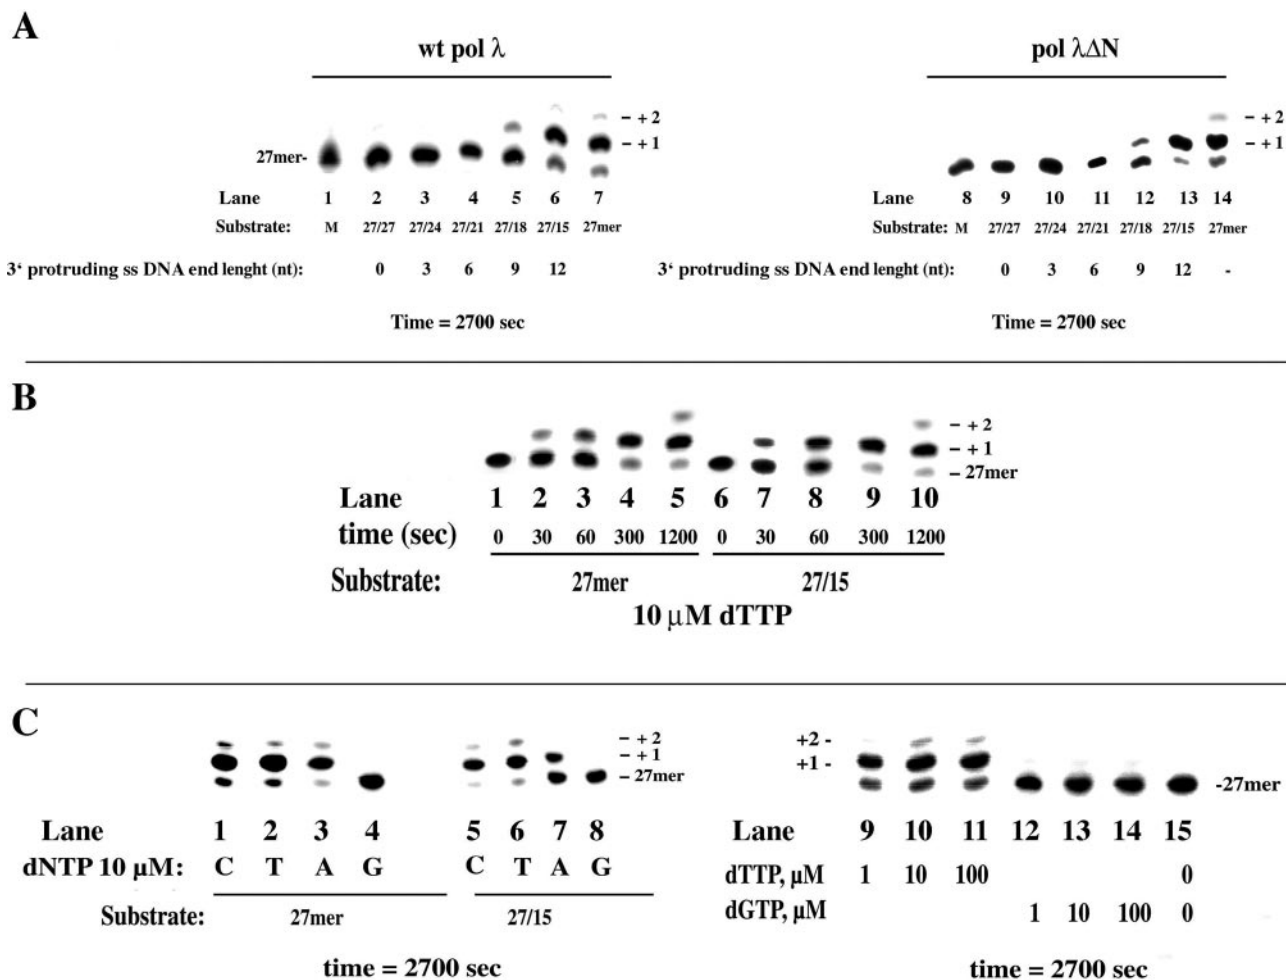 A
wt pol λ
pol λΔN
27mer-
– + 2
– + 1
– + 2
– + 1
Lane 1 2 3 4 5 6 7
Lane 8 9 10 11 12 13 14
Substrate: M 27/27 27/24 27/21 27/18 27/15 27mer
Substrate: M 27/27 27/24 27/21 27/18 27/15 27mer
3‘ protruding ss DNA end lenght (nt): 0 3 6 9 12
3‘ protruding ss DNA end lenght (nt): 0 3 6 9 12 -
Time = 2700 sec
Time = 2700 sec
B
– + 2
– + 1
– 27mer
Lane 1 2 3 4 5 6 7 8 9 10
time (sec) 0 30 60 300 1200 0 30 60 300 1200
Substrate: 27mer 27/15
10 μM dTTP
C
– + 2
– + 1
– 27mer
+2 -
+1 -
-27mer
Lane 1 2 3 4 5 6 7 8
dNTP 10 μM: C T A G C T A G
Substrate: 27mer 27/15
time = 2700 sec
Lane 9 10 11 12 13 14 15
dTTP, μM 1 10 100 0
dGTP, μM 1 10 100 0
time = 2700 sec